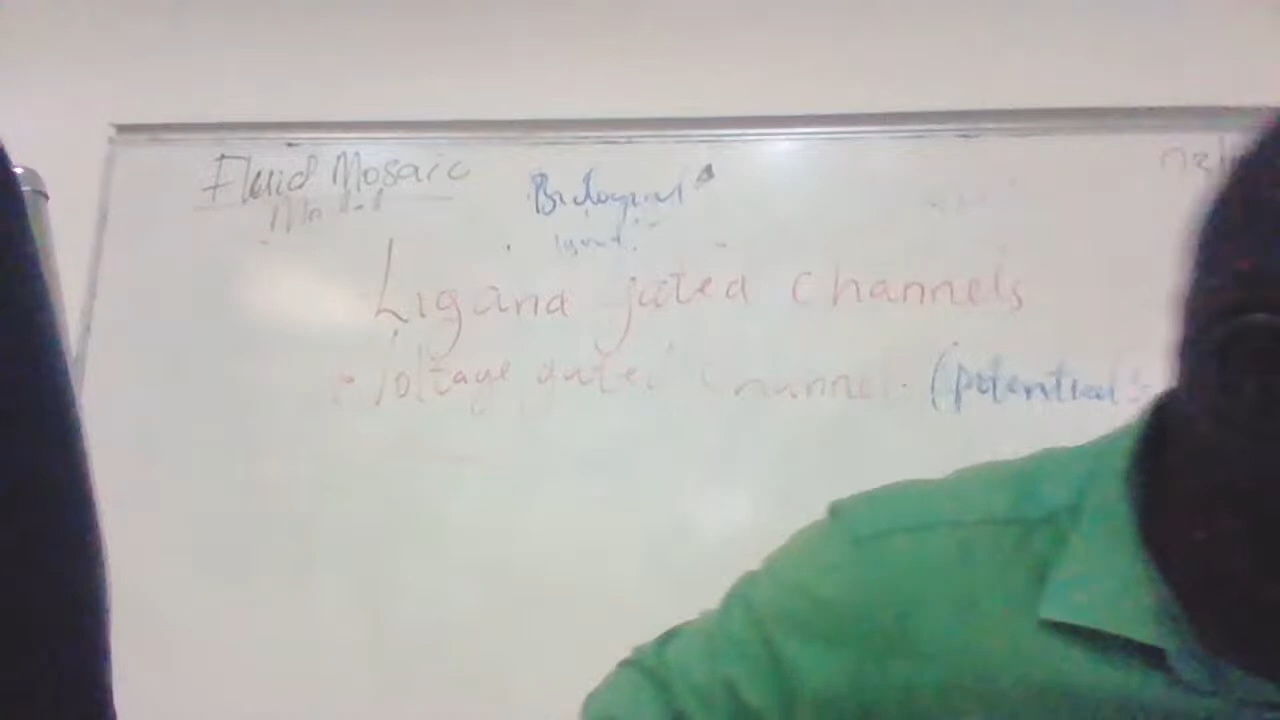 Fluid Mosaic
Biological
Ligand gated channels
Voltage gated channel. (potential